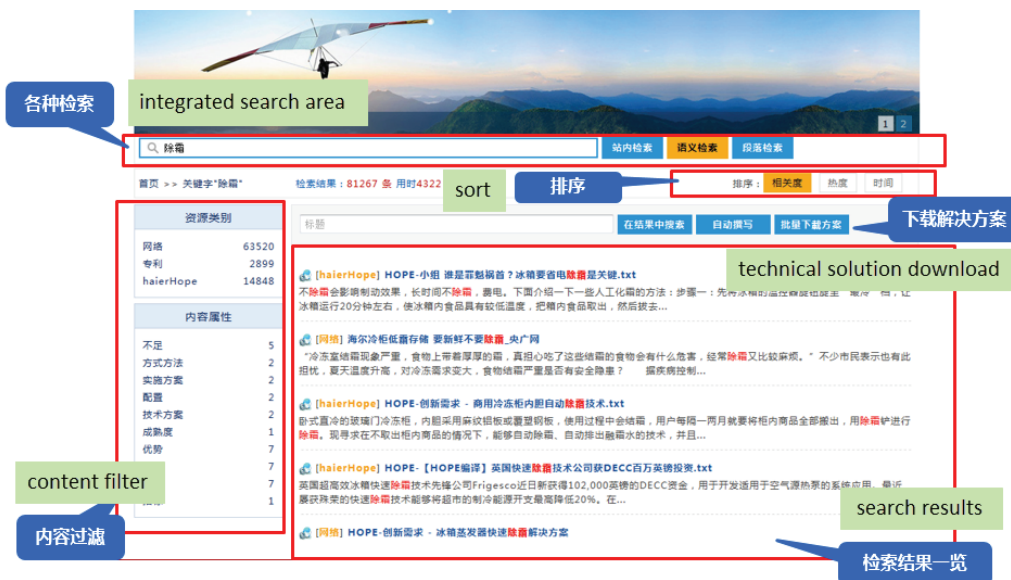 各种检索
integrated search area
1 2
除霜
站内检索 语义检索 段落检索
首页 >> 关键字"除霜" 检索结果：81267 条 用时4322
sort
排序
排序： 相关度 热度 时间
资源类别
网络 63520
专利 2899
haierHope 14848
内容属性
不足 5
方式方法 2
实施方案 2
配置 2
技术方案 2
成熟度 1
优势 7
7
7
1
content filter
内容过滤
标题 在结果中搜索 自动撰写 批量下载方案
下载解决方案
technical solution download
[haierHope] HOPE-小组 谁是罪魁祸首？冰箱要省电除霜是关键.txt
不除霜会影响制动效果，长时间不除霜，费电。下面介绍一下一些人工化霜的方法：步骤一：先将冰箱的温控器旋钮旋至"最冷"档，让
冰箱运行20分钟左右，使冰箱内食品具有较低温度，把箱内食品取出，然后拔去...
[网络] 海尔冷柜低霜存储 要新鲜不要除霜_央广网
"冷冻室结霜现象严重，食物上带着厚厚的霜，真担心吃了这些结霜的食物会有什么危害，经常除霜又比较麻烦。"不少市民表示也有此
担忧，夏天温度升高，对冷冻需求变大，食物结霜严重是否有安全隐患？ 据疾病控制...
[haierHope] HOPE-创新需求 - 商用冷冻柜内胆自动除霜技术.txt
卧式直冷的玻璃门冷冻柜，内胆采用麻纹铝板或覆塑钢板，使用过程中会结霜，用户每隔一两月就要将柜内商品全部搬出，用除霜铲进行
除霜。现寻求在不取出柜内商品的情况下，能够自动除霜、自动排出融霜水的技术，并且...
[haierHope] HOPE-【HOPE编译】英国快速除霜技术公司获DECC百万英镑投资.txt
英国超高效冰箱快速除霜技术先锋公司Frigesco近日新获得102,000英镑的DECC资金，用于开发适用于空气源热泵的系统应用。最近
屡获殊荣的快速除霜技术能够将超市的制冷能源开支最高降低20%。在...
search results
[网络] HOPE-创新需求 - 冰箱蒸发器快速除霜解决方案
检索结果一览